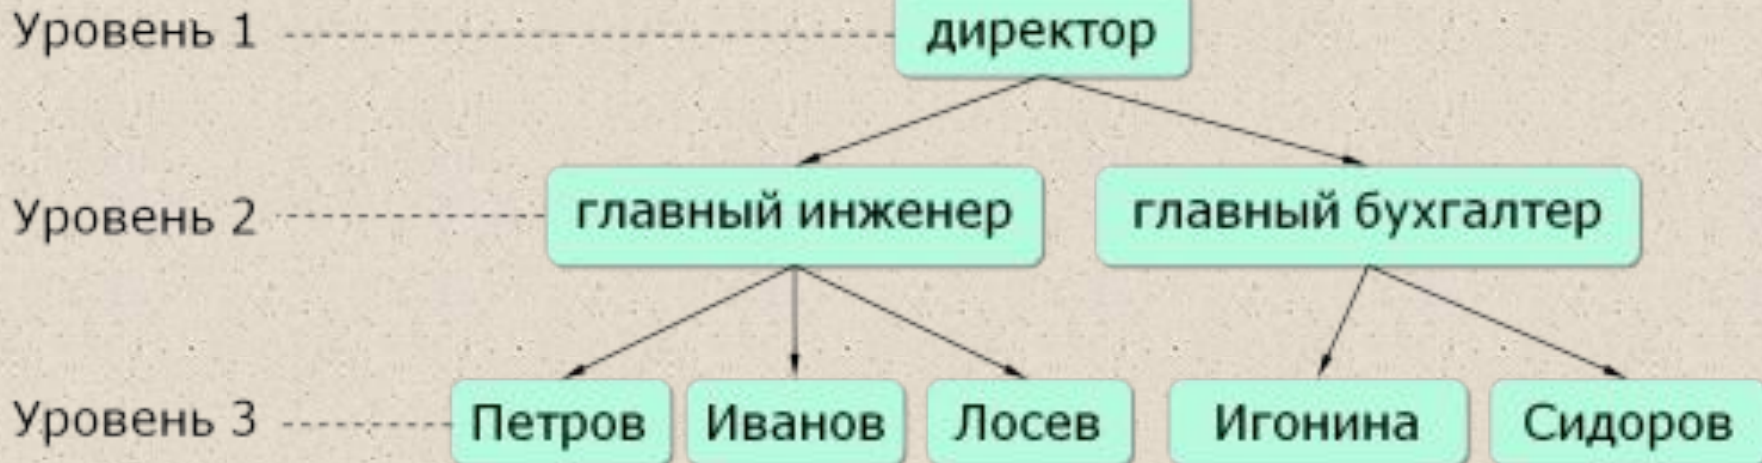 Уровень 1 директор
Уровень 2 главный инженер главный бухгалтер
Уровень 3 Петров Иванов Лосев Игонина Сидоров